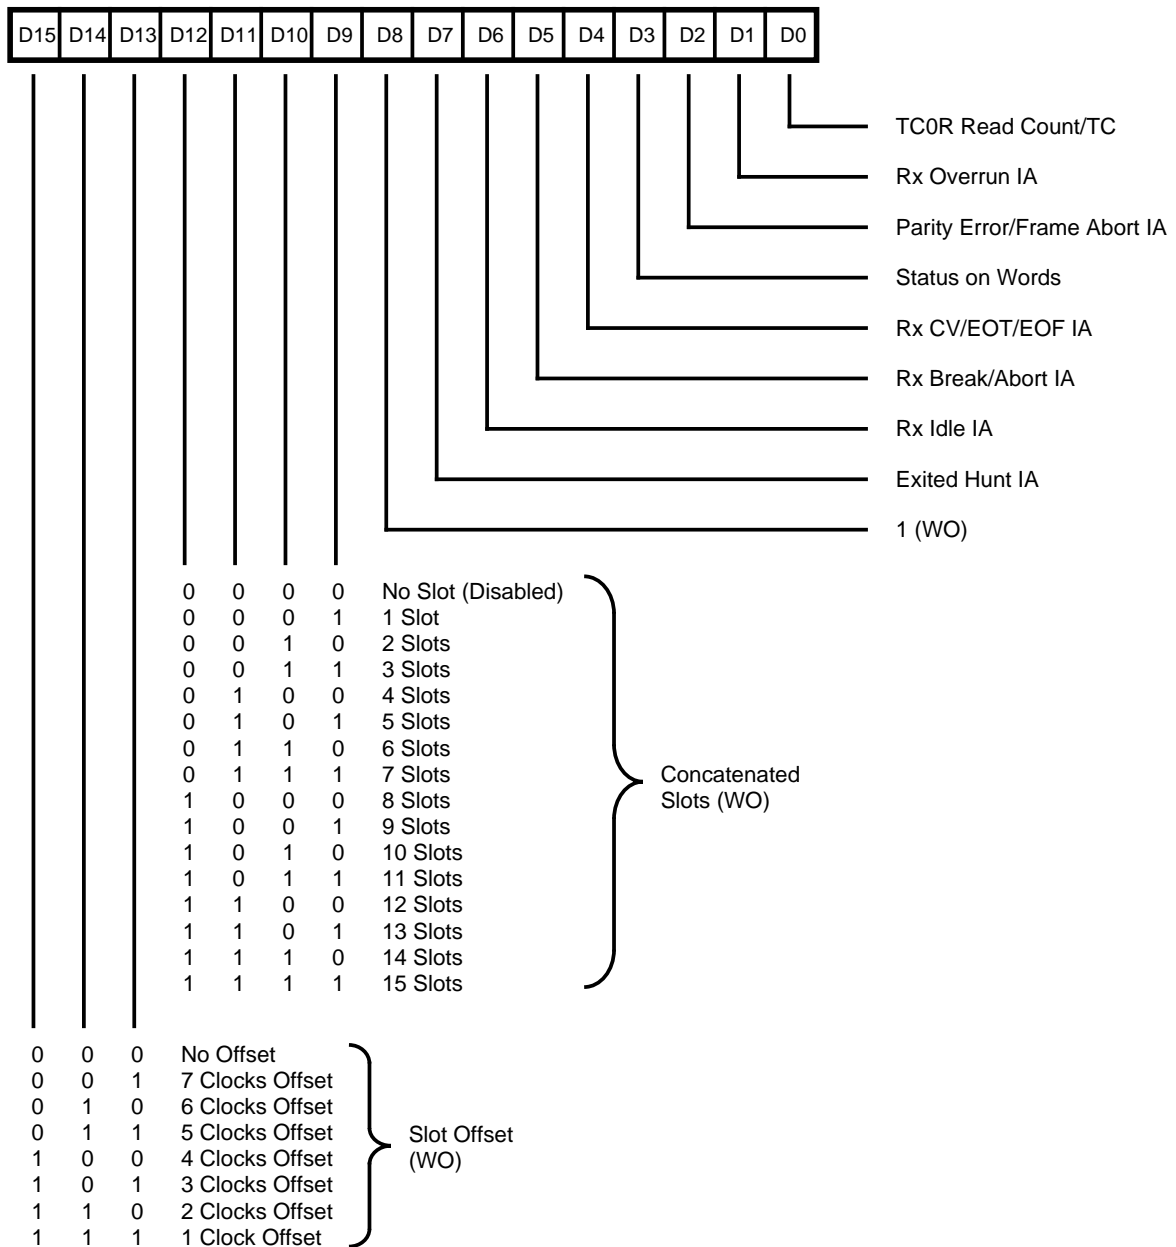 D15 D14 D13 D12 D11 D10 D9 D8 D7 D6 D5 D4 D3 D2 D1 D0
TC0R Read Count/TC
Rx Overrun IA
Parity Error/Frame Abort IA
Status on Words
Rx CV/EOT/EOF IA
Rx Break/Abort IA
Rx Idle IA
Exited Hunt IA
1 (WO)
0 0 0 0 No Slot (Disabled)
0 0 0 1 1 Slot
0 0 1 0 2 Slots
0 0 1 1 3 Slots
0 1 0 0 4 Slots
0 1 0 1 5 Slots
0 1 1 0 6 Slots
0 1 1 1 7 Slots
1 0 0 0 8 Slots
1 0 0 1 9 Slots
1 0 1 0 10 Slots
1 0 1 1 11 Slots
1 1 0 0 12 Slots
1 1 0 1 13 Slots
1 1 1 0 14 Slots
1 1 1 1 15 Slots
Concatenated
Slots (WO)
0 0 0 No Offset
0 0 1 7 Clocks Offset
0 1 0 6 Clocks Offset
0 1 1 5 Clocks Offset
1 0 0 4 Clocks Offset
1 0 1 3 Clocks Offset
1 1 0 2 Clocks Offset
1 1 1 1 Clock Offset
Slot Offset
(WO)